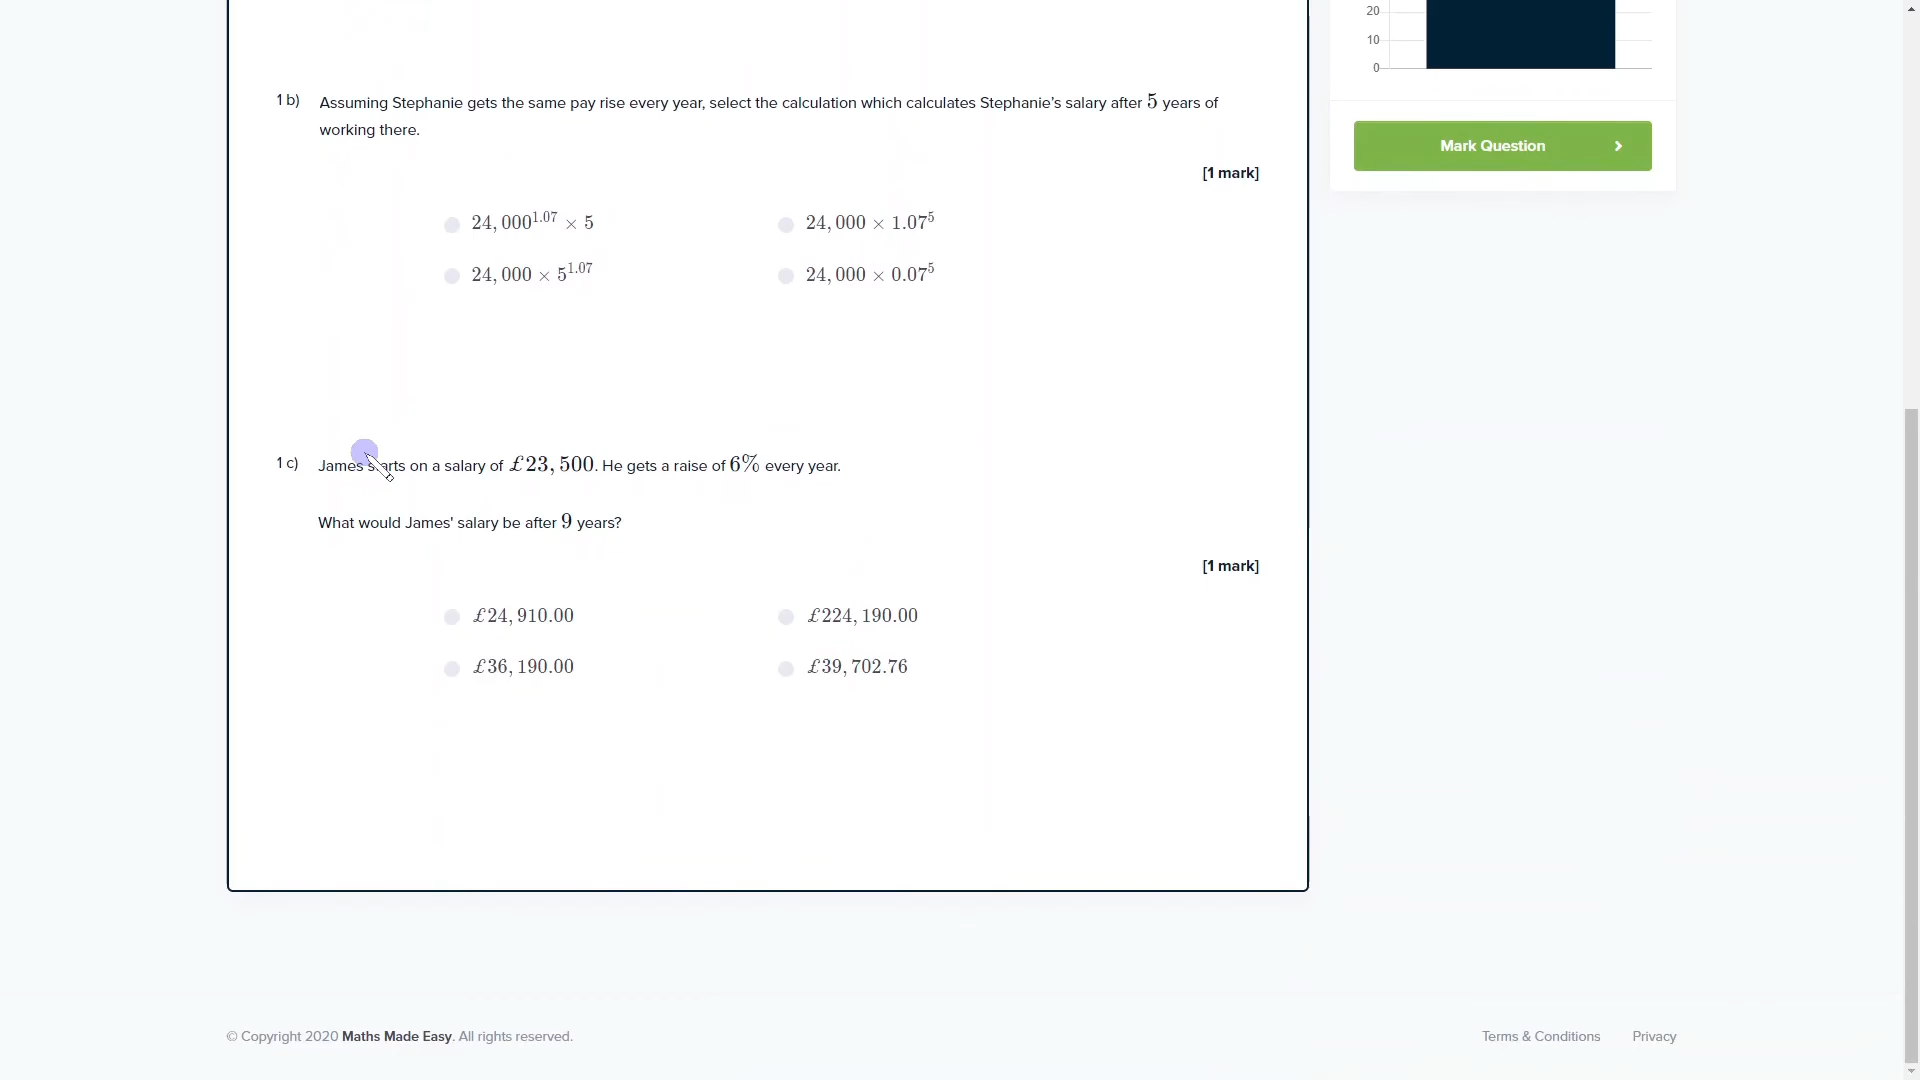 20
10
0
1 b) Assuming Stephanie gets the same pay rise every year, select the calculation which calculates Stephanie's salary after 5 years of
working there.
Mark Question
[1 mark]
24,000^1.07 × 5
24,000 × 1.07^5
24,000 × 5^1.07
24,000 × 0.07^5
1 c) James starts on a salary of £23,500. He gets a raise of 6% every year.
What would James' salary be after 9 years?
[1 mark]
£24,910.00
£224,190.00
£36,190.00
£39,702.76
© Copyright 2020 Maths Made Easy. All rights reserved.
Terms & Conditions
Privacy